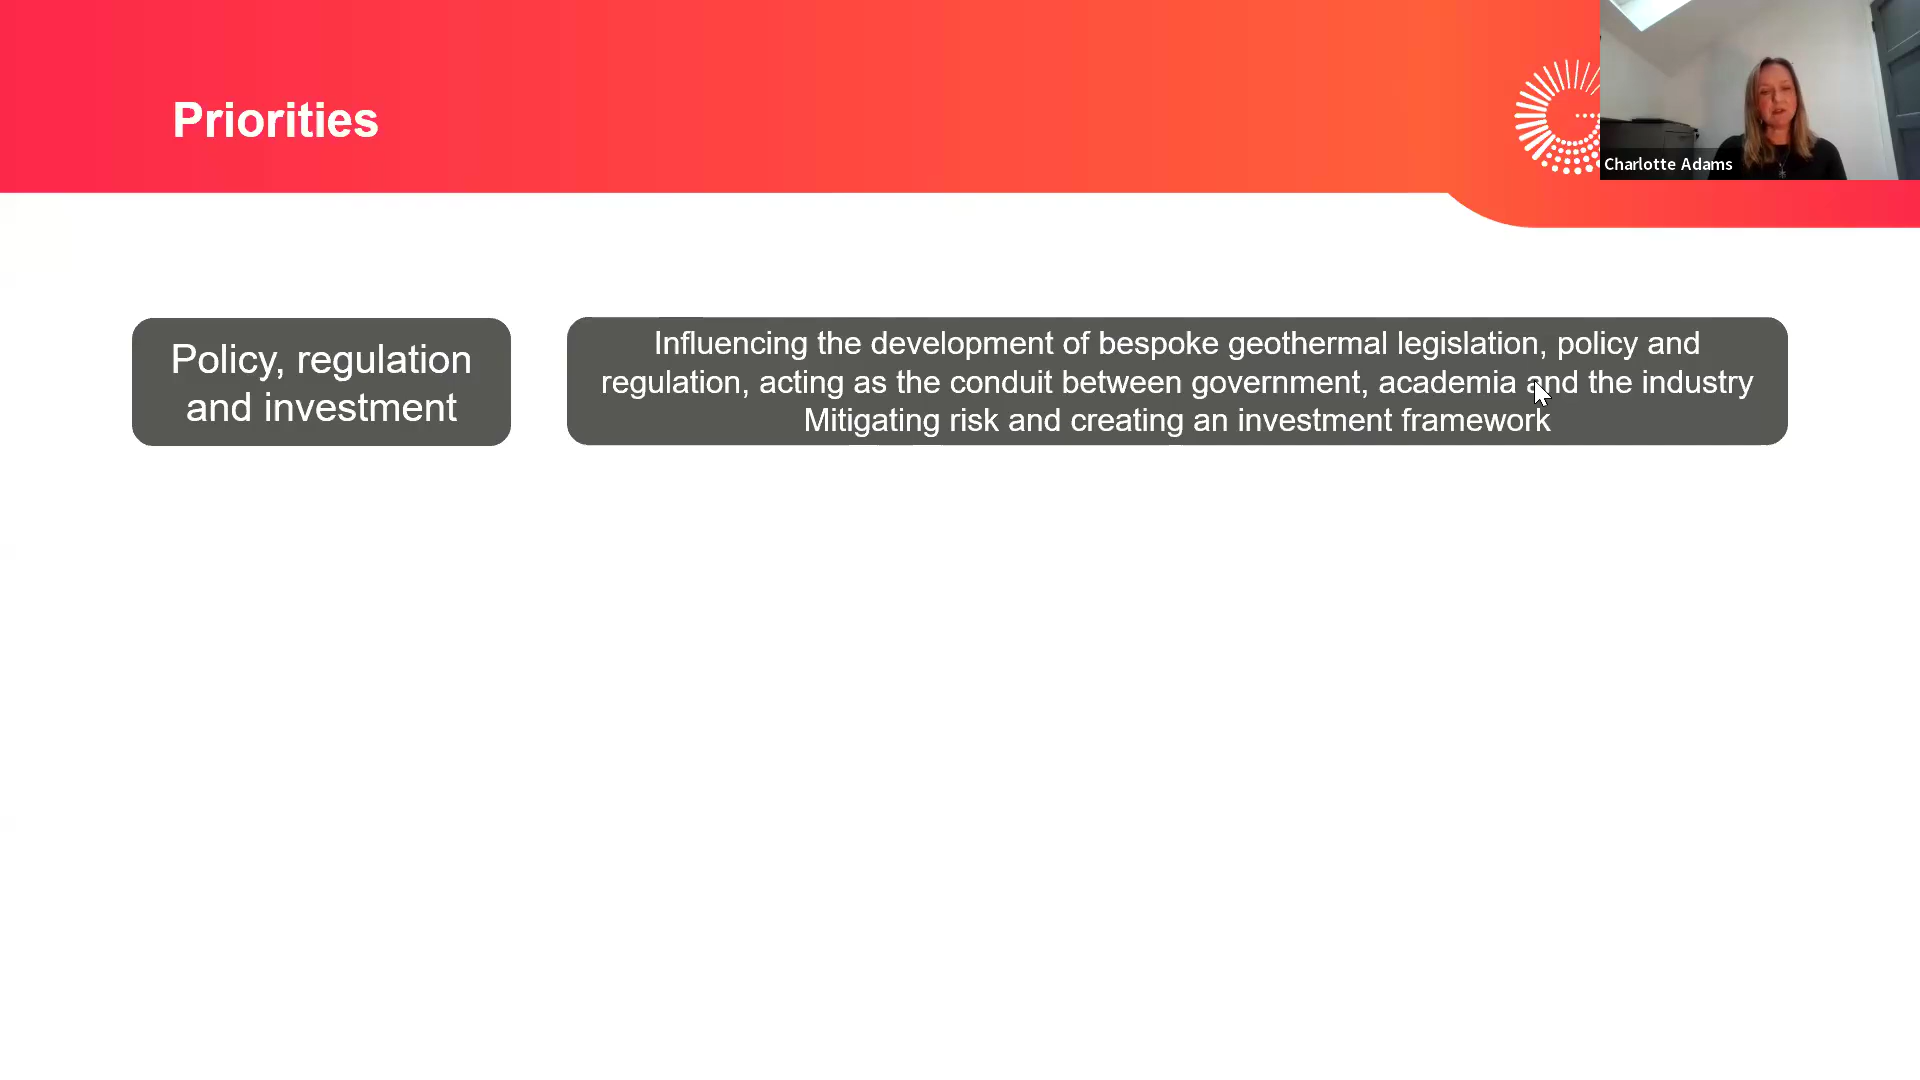 Priorities
Charlotte Adams
Policy, regulation
and investment
Influencing the development of bespoke geothermal legislation, policy and
regulation, acting as the conduit between government, academia and the industry
Mitigating risk and creating an investment framework